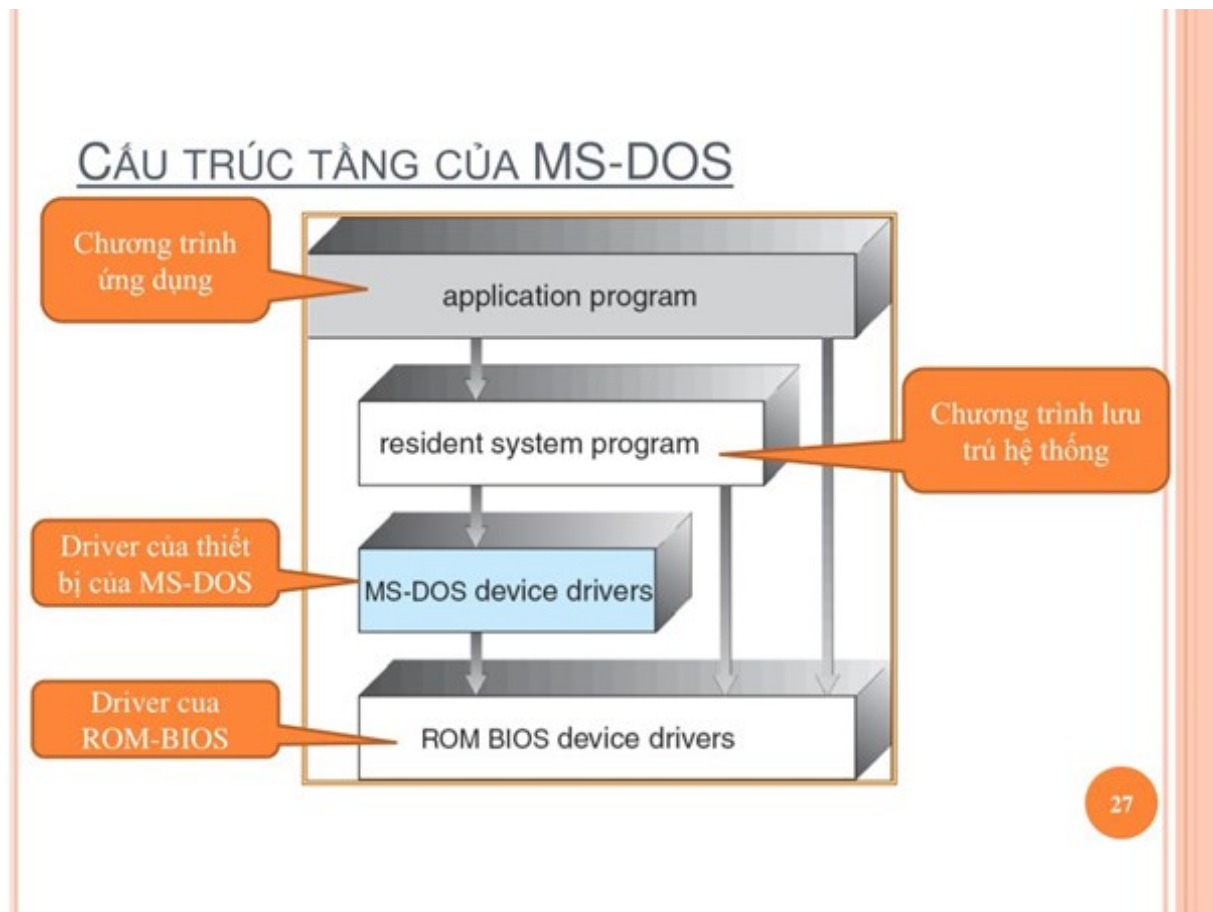 CẤU TRÚC TẦNG CỦA MS-DOS
Chương trình
ứng dụng
application program
resident system program
Chương trình lưu
trú hệ thống
Driver của thiết
bị của MS-DOS
MS-DOS device drivers
Driver cua
ROM-BIOS
ROM BIOS device drivers
27